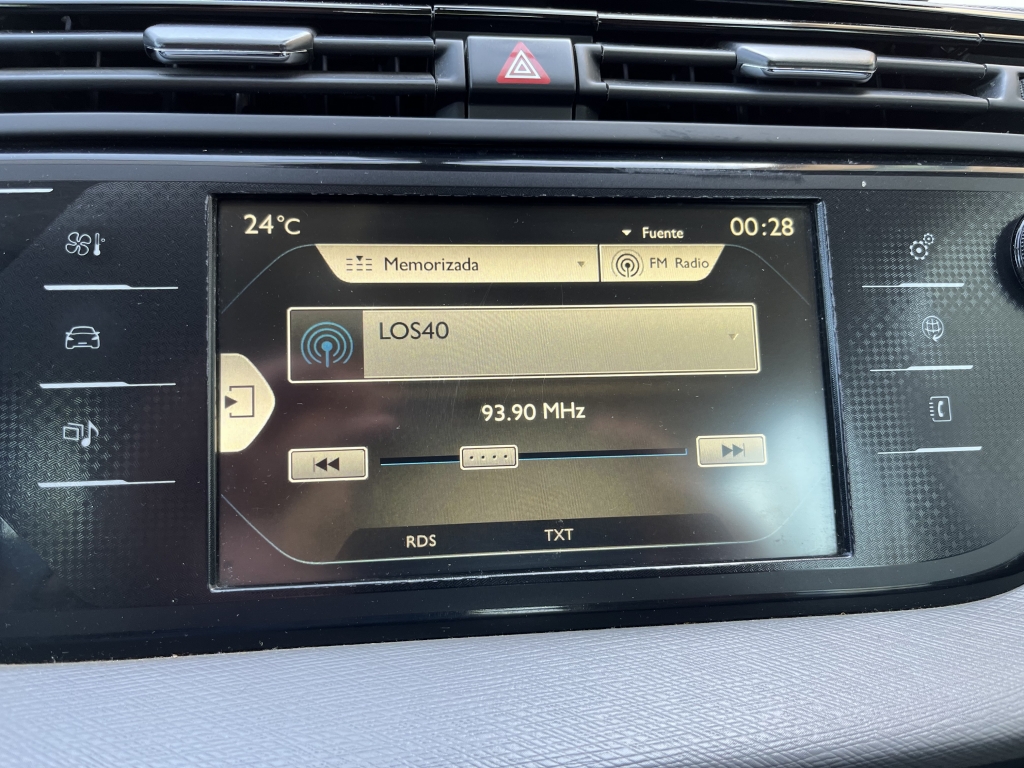 24°C
Fuente
00:28
Memorizada
FM Radio
LOS40
93.90 MHz
RDS
TXT